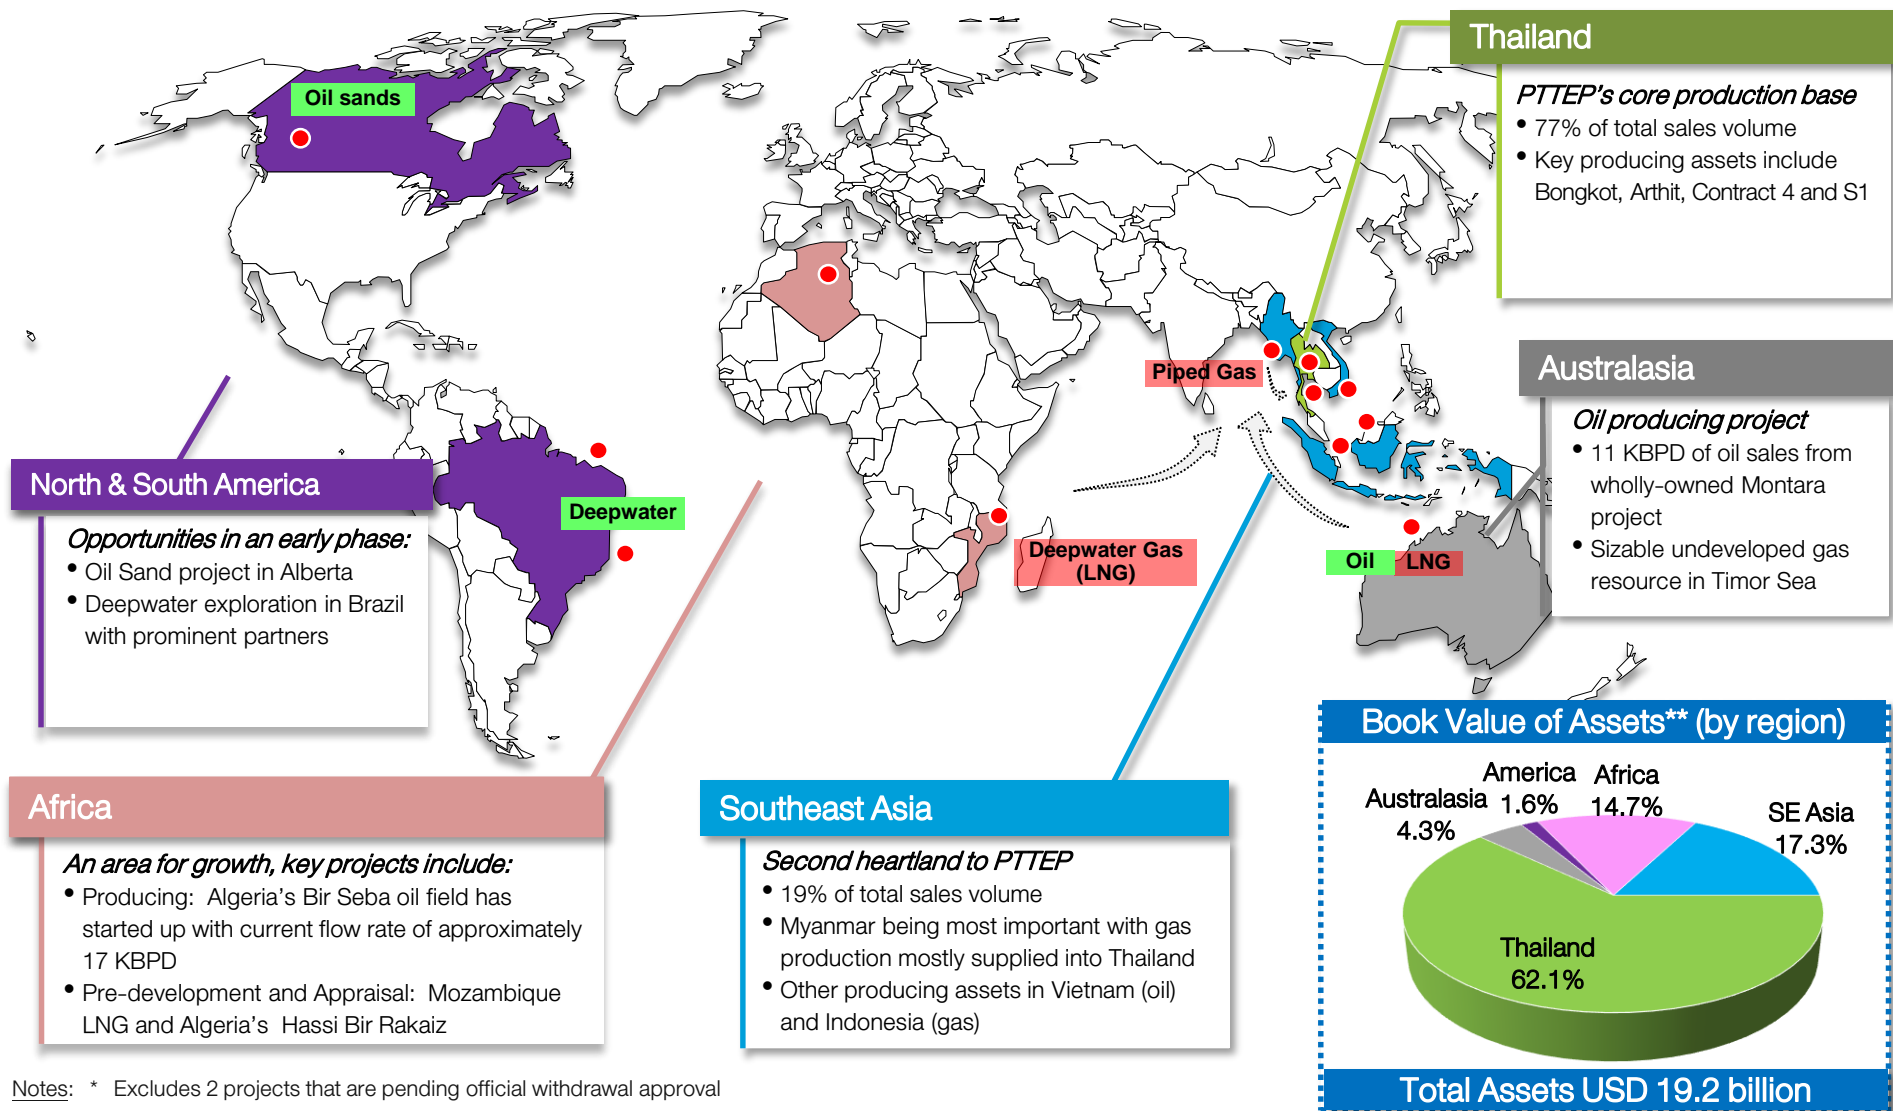 Thailand
PTTEP's core production base
• 77% of total sales volume
• Key producing assets include
Bongkot, Arthit, Contract 4 and S1
Oil sands
Piped Gas
Australasia
Oil producing project
• 11 KBPD of oil sales from
wholly-owned Montara
project
• Sizable undeveloped gas
resource in Timor Sea
North & South America
Opportunities in an early phase:
• Oil Sand project in Alberta
• Deepwater exploration in Brazil
with prominent partners
Deepwater
Deepwater Gas
(LNG)
Oil LNG
Africa
An area for growth, key projects include:
• Producing: Algeria's Bir Seba oil field has
started up with current flow rate of approximately
17 KBPD
• Pre-development and Appraisal: Mozambique
LNG and Algeria's Hassi Bir Rakaiz
Southeast Asia
Second heartland to PTTEP
• 19% of total sales volume
• Myanmar being most important with gas
production mostly supplied into Thailand
• Other producing assets in Vietnam (oil)
and Indonesia (gas)
Book Value of Assets** (by region)
America
1.6%
Africa
14.7%
Australasia
4.3%
SE Asia
17.3%
Thailand
62.1%
Total Assets USD 19.2 billion
Notes: * Excludes 2 projects that are pending official withdrawal approval